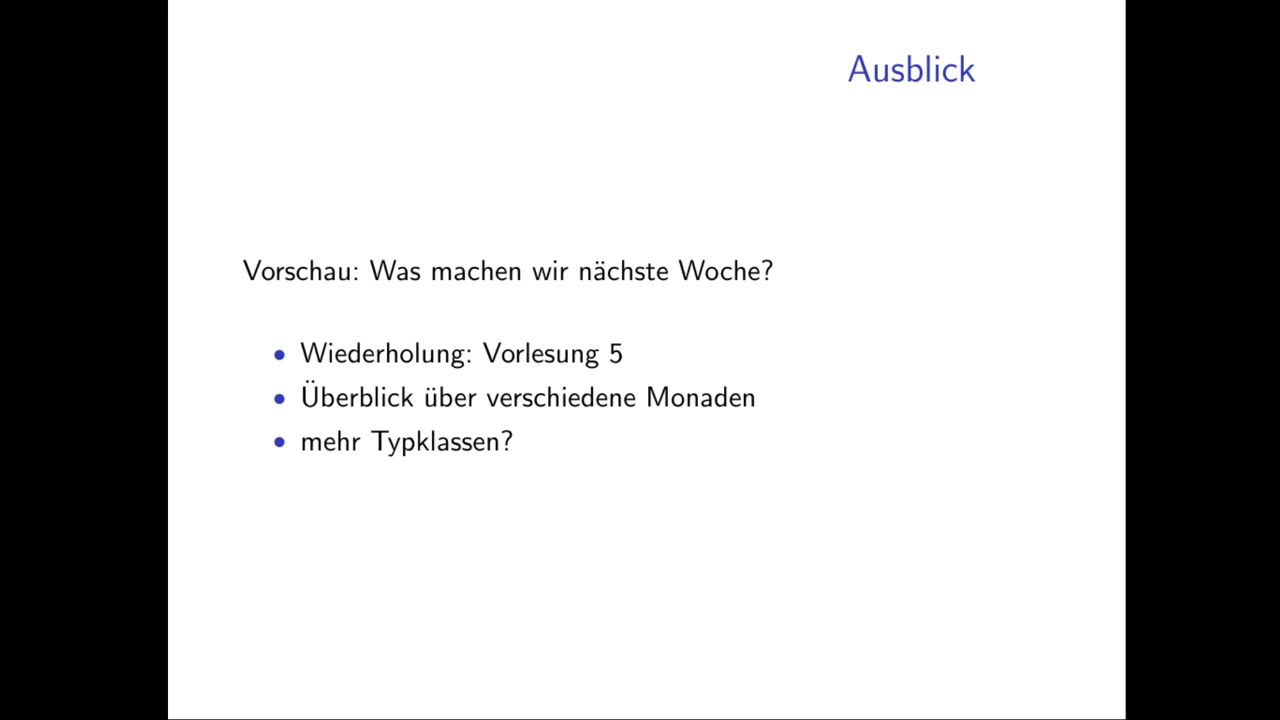 Ausblick
Vorschau: Was machen wir nächste Woche?
• Wiederholung: Vorlesung 5
• Überblick über verschiedene Monaden
• mehr Typklassen?